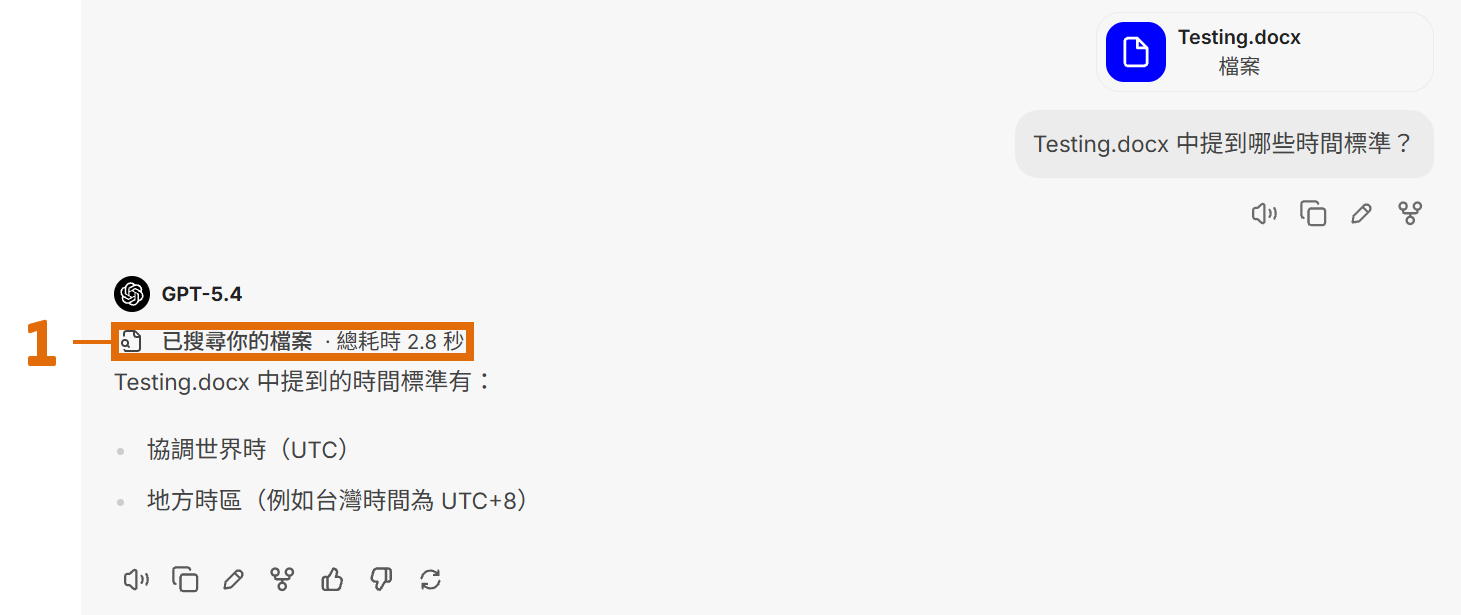 Testing.docx
檔案
Testing.docx 中提到哪些時間標準？
GPT-5.4
1
已搜尋你的檔案 · 總耗時 2.8 秒
Testing.docx 中提到的時間標準有：
協調世界時（UTC）
地方時區（例如台灣時間為 UTC+8）